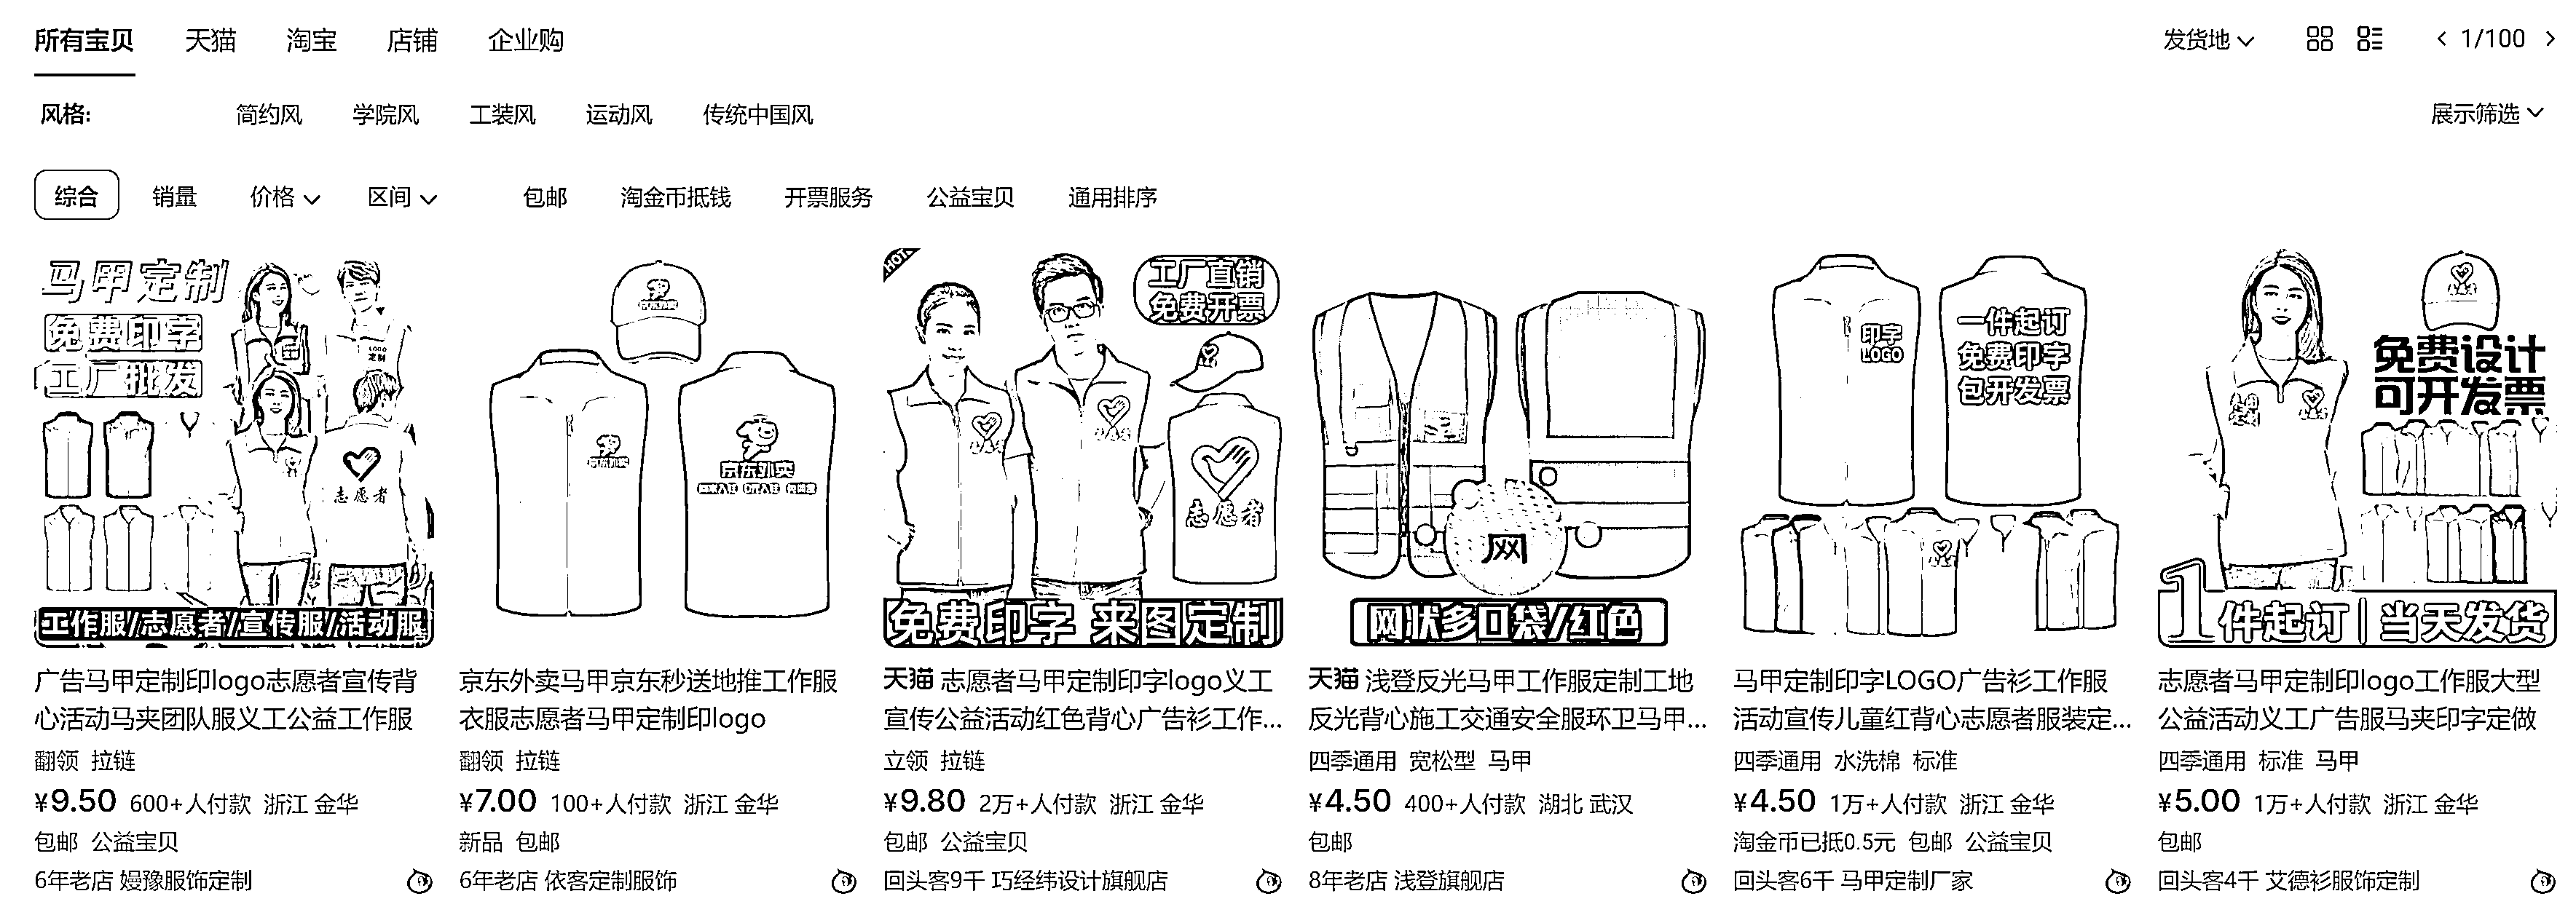 所有宝贝 天猫 淘宝 店铺 企业购 发货地 1/100
风格: 简约风 学院风 工装风 运动风 传统中国风 展示筛选
综合 销量 价格 区间 包邮 淘金币抵钱 开票服务 公益宝贝 通用排序
马甲定制
免费印字
工厂批发
LOGO
定制
志愿者
工作服/志愿者/宣传服/活动服
广告马甲定制印logo志愿者宣传背
心活动马夹团队服义工公益工作服
翻领 拉链
¥9.50 600+人付款 浙江 金华
包邮 公益宝贝
6年老店 嫚豫服饰定制
京东外卖
京东外卖马甲京东秒送地推工作服
衣服志愿者马甲定制印logo
翻领 拉链
¥7.00 100+人付款 浙江 金华
新品 包邮
6年老店 依客定制服饰
HOT
工厂直销
免费开票
志愿者
免费印字 来图定制
天猫 志愿者马甲定制印字logo义工
宣传公益活动红色背心广告衫工作...
立领 拉链
¥9.80 2万+人付款 浙江 金华
包邮 公益宝贝
回头客9千 巧经纬设计旗舰店
网
网状多口袋/红色
天猫 浅登反光马甲工作服定制工地
反光背心施工交通安全服环卫马甲...
四季通用 宽松型 马甲
¥4.50 400+人付款 湖北 武汉
包邮
8年老店 浅登旗舰店
印字
LOGO
一件起订
免费印字
包开发票
马甲定制印字LOGO广告衫工作服
活动宣传儿童红背心志愿者服装定...
四季通用 水洗棉 标准
¥4.50 1万+人付款 浙江 金华
淘金币已抵0.5元 包邮 公益宝贝
回头客6千 马甲定制厂家
免费设计
可开发票
1件起订|当天发货
志愿者马甲定制印logo工作服大型
公益活动义工广告服马夹印字定做
四季通用 标准 马甲
¥5.00 1万+人付款 浙江 金华
包邮
回头客4千 艾德衫服饰定制